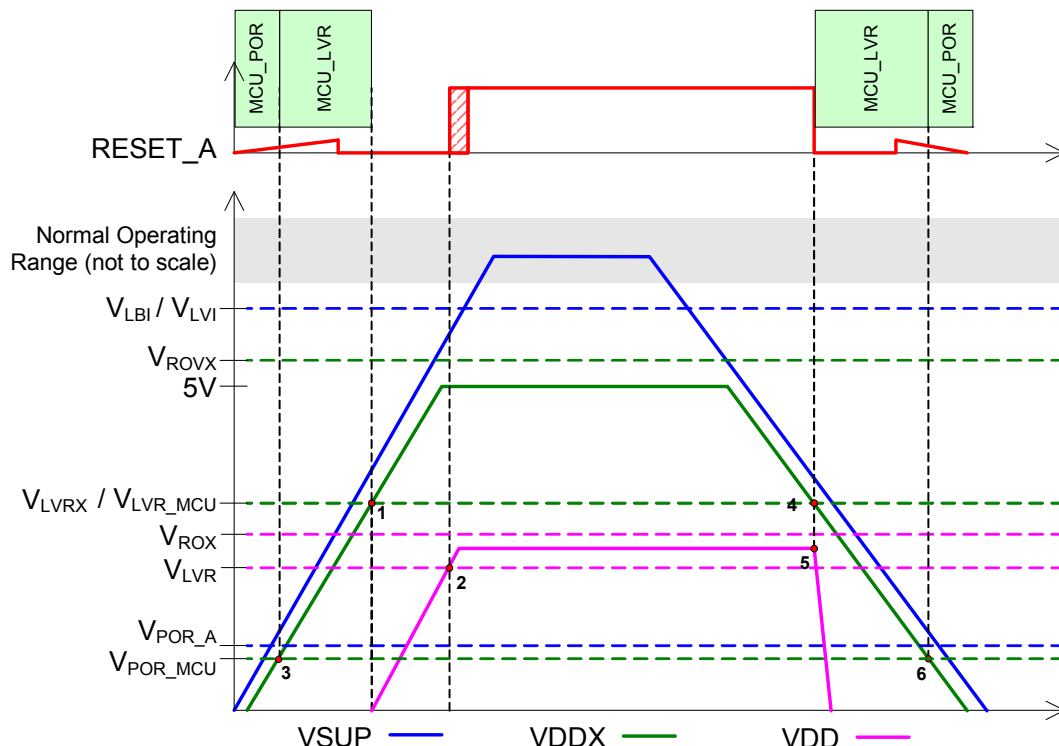 MCU_POR
MCU_LVR
MCU_LVR
MCU_POR
RESET_A
Normal Operating
Range (not to scale)
VLBI / VLVI
VROVX
5V
VLVRX / VLVR_MCU
1
4
VROX
VLVR
2
5
VPOR_A
VPOR_MCU
3
6
VSUP
VDDX
VDD